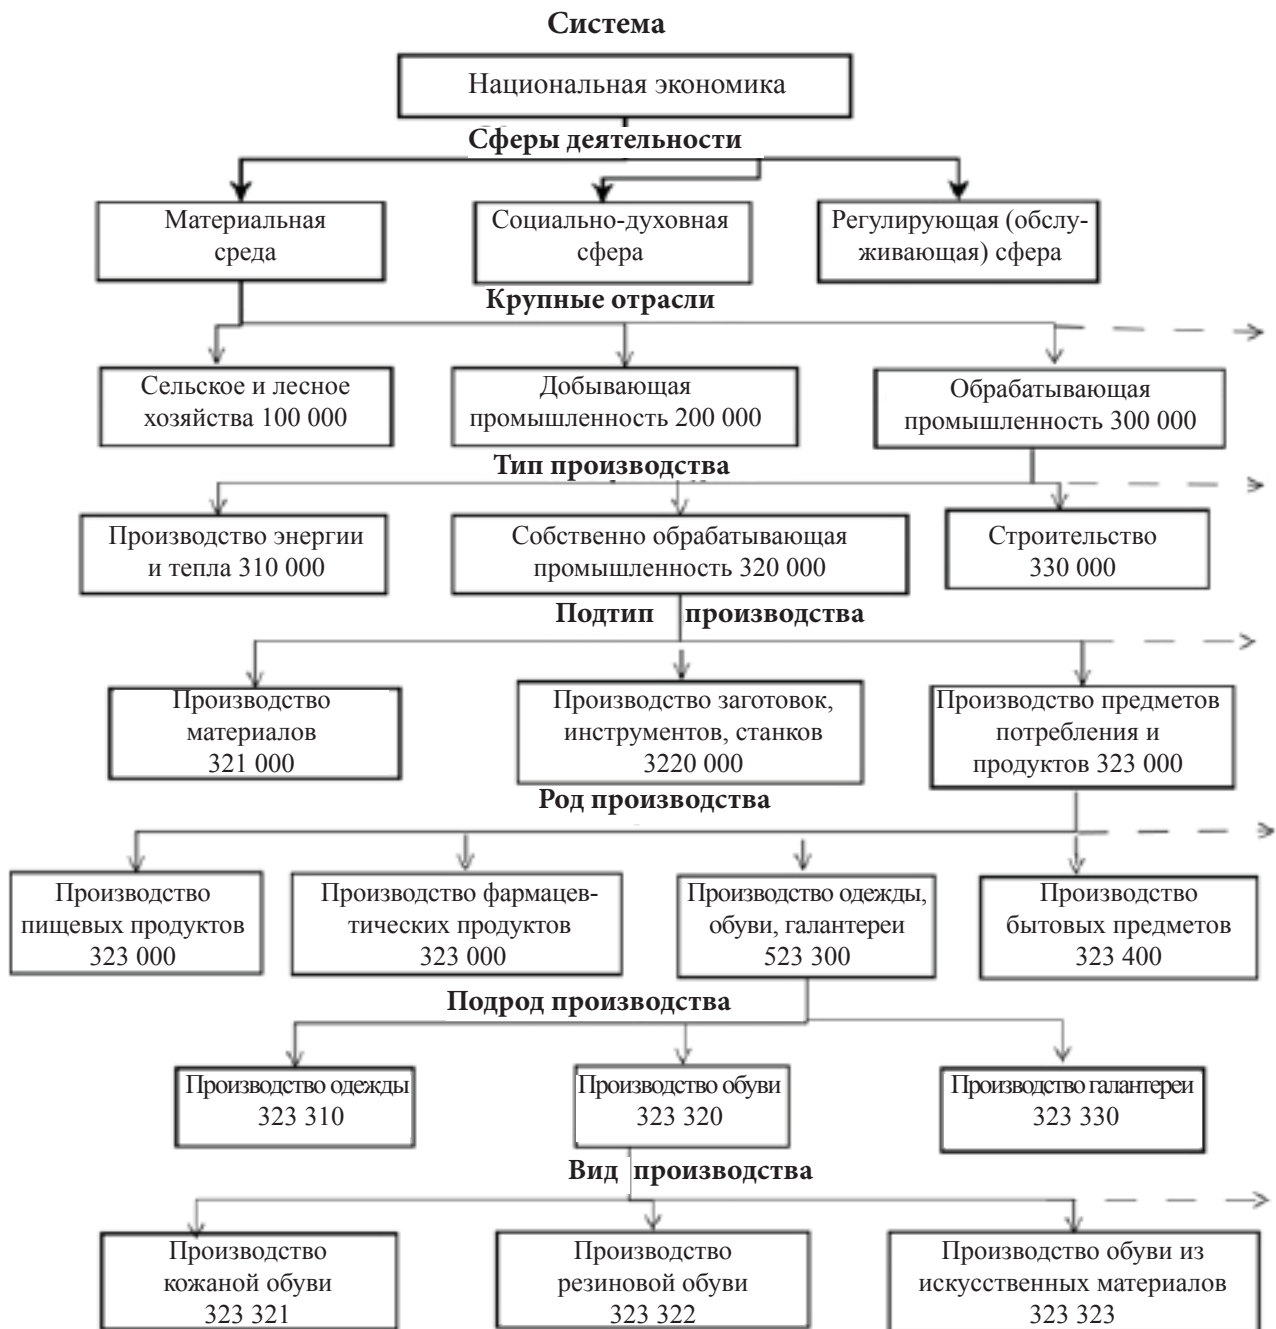 Система
Национальная экономика
Сферы деятельности
Материальная
среда
Социально-духовная
сфера
Регулирующая (обслу-
живающая) сфера
Крупные отрасли
Сельское и лесное
хозяйства 100 000
Добывающая
промышленность 200 000
Обрабатывающая
промышленность 300 000
Тип производства
Производство энергии
и тепла 310 000
Собственно обрабатывающая
промышленность 320 000
Строительство
330 000
Подтип производства
Производство
материалов
321 000
Производство заготовок,
инструментов, станков
3220 000
Производство предметов
потребления и
продуктов 323 000
Род производства
Производство
пищевых продуктов
323 000
Производство фармацев-
тических продуктов
323 000
Производство одежды,
обуви, галантереи
523 300
Производство
бытовых предметов
323 400
Подрод производства
Производство одежды
323 310
Производство обуви
323 320
Производство галантереи
323 330
Вид производства
Производство
кожаной обуви
323 321
Производство
резиновой обуви
323 322
Производство обуви из
искусственных материалов
323 323